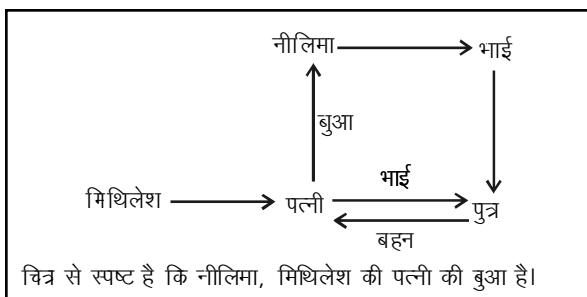 नीलिमा भाई
बुआ
मिथिलेश पत्नी भाई पुत्र
बहन
चित्र से स्पष्ट है कि नीलिमा, मिथिलेश की पत्नी की बुआ है।